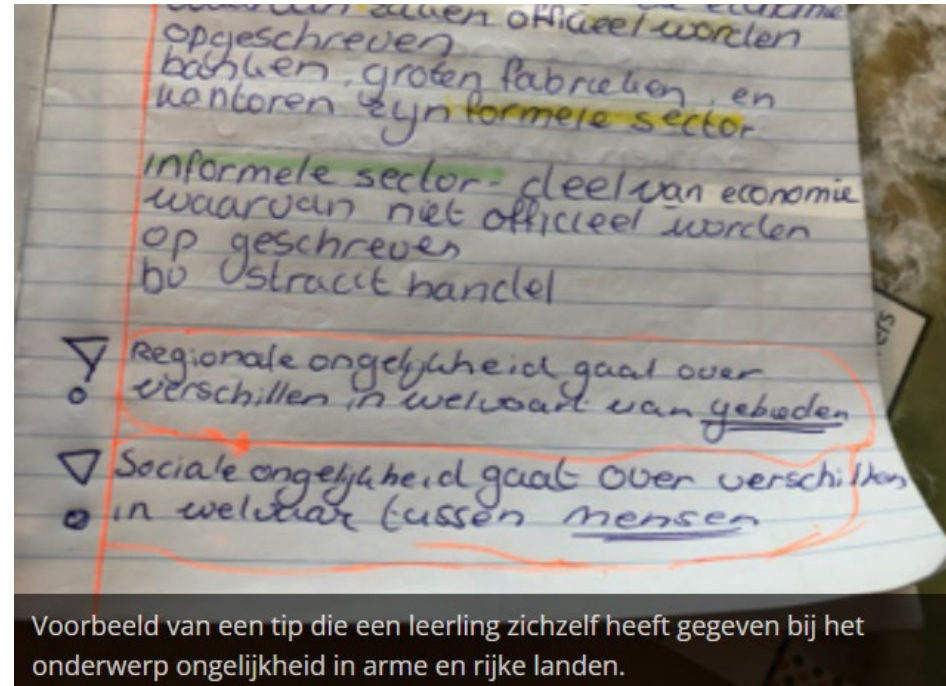 zaken officieel worden
opgeschreven
banken, groten fabrieken, en
kantoren zijn formele sector
informele sector - deel van economie
waarvan niet officieel worden
op geschreven
bv straat handel
! Regionale ongelijkheid gaat over
verschillen in welvaart van gebieden
! Sociale ongelijkheid gaat over verschillen
in welvaar tussen mensen
Voorbeeld van een tip die een leerling zichzelf heeft gegeven bij het
onderwerp ongelijkheid in arme en rijke landen.